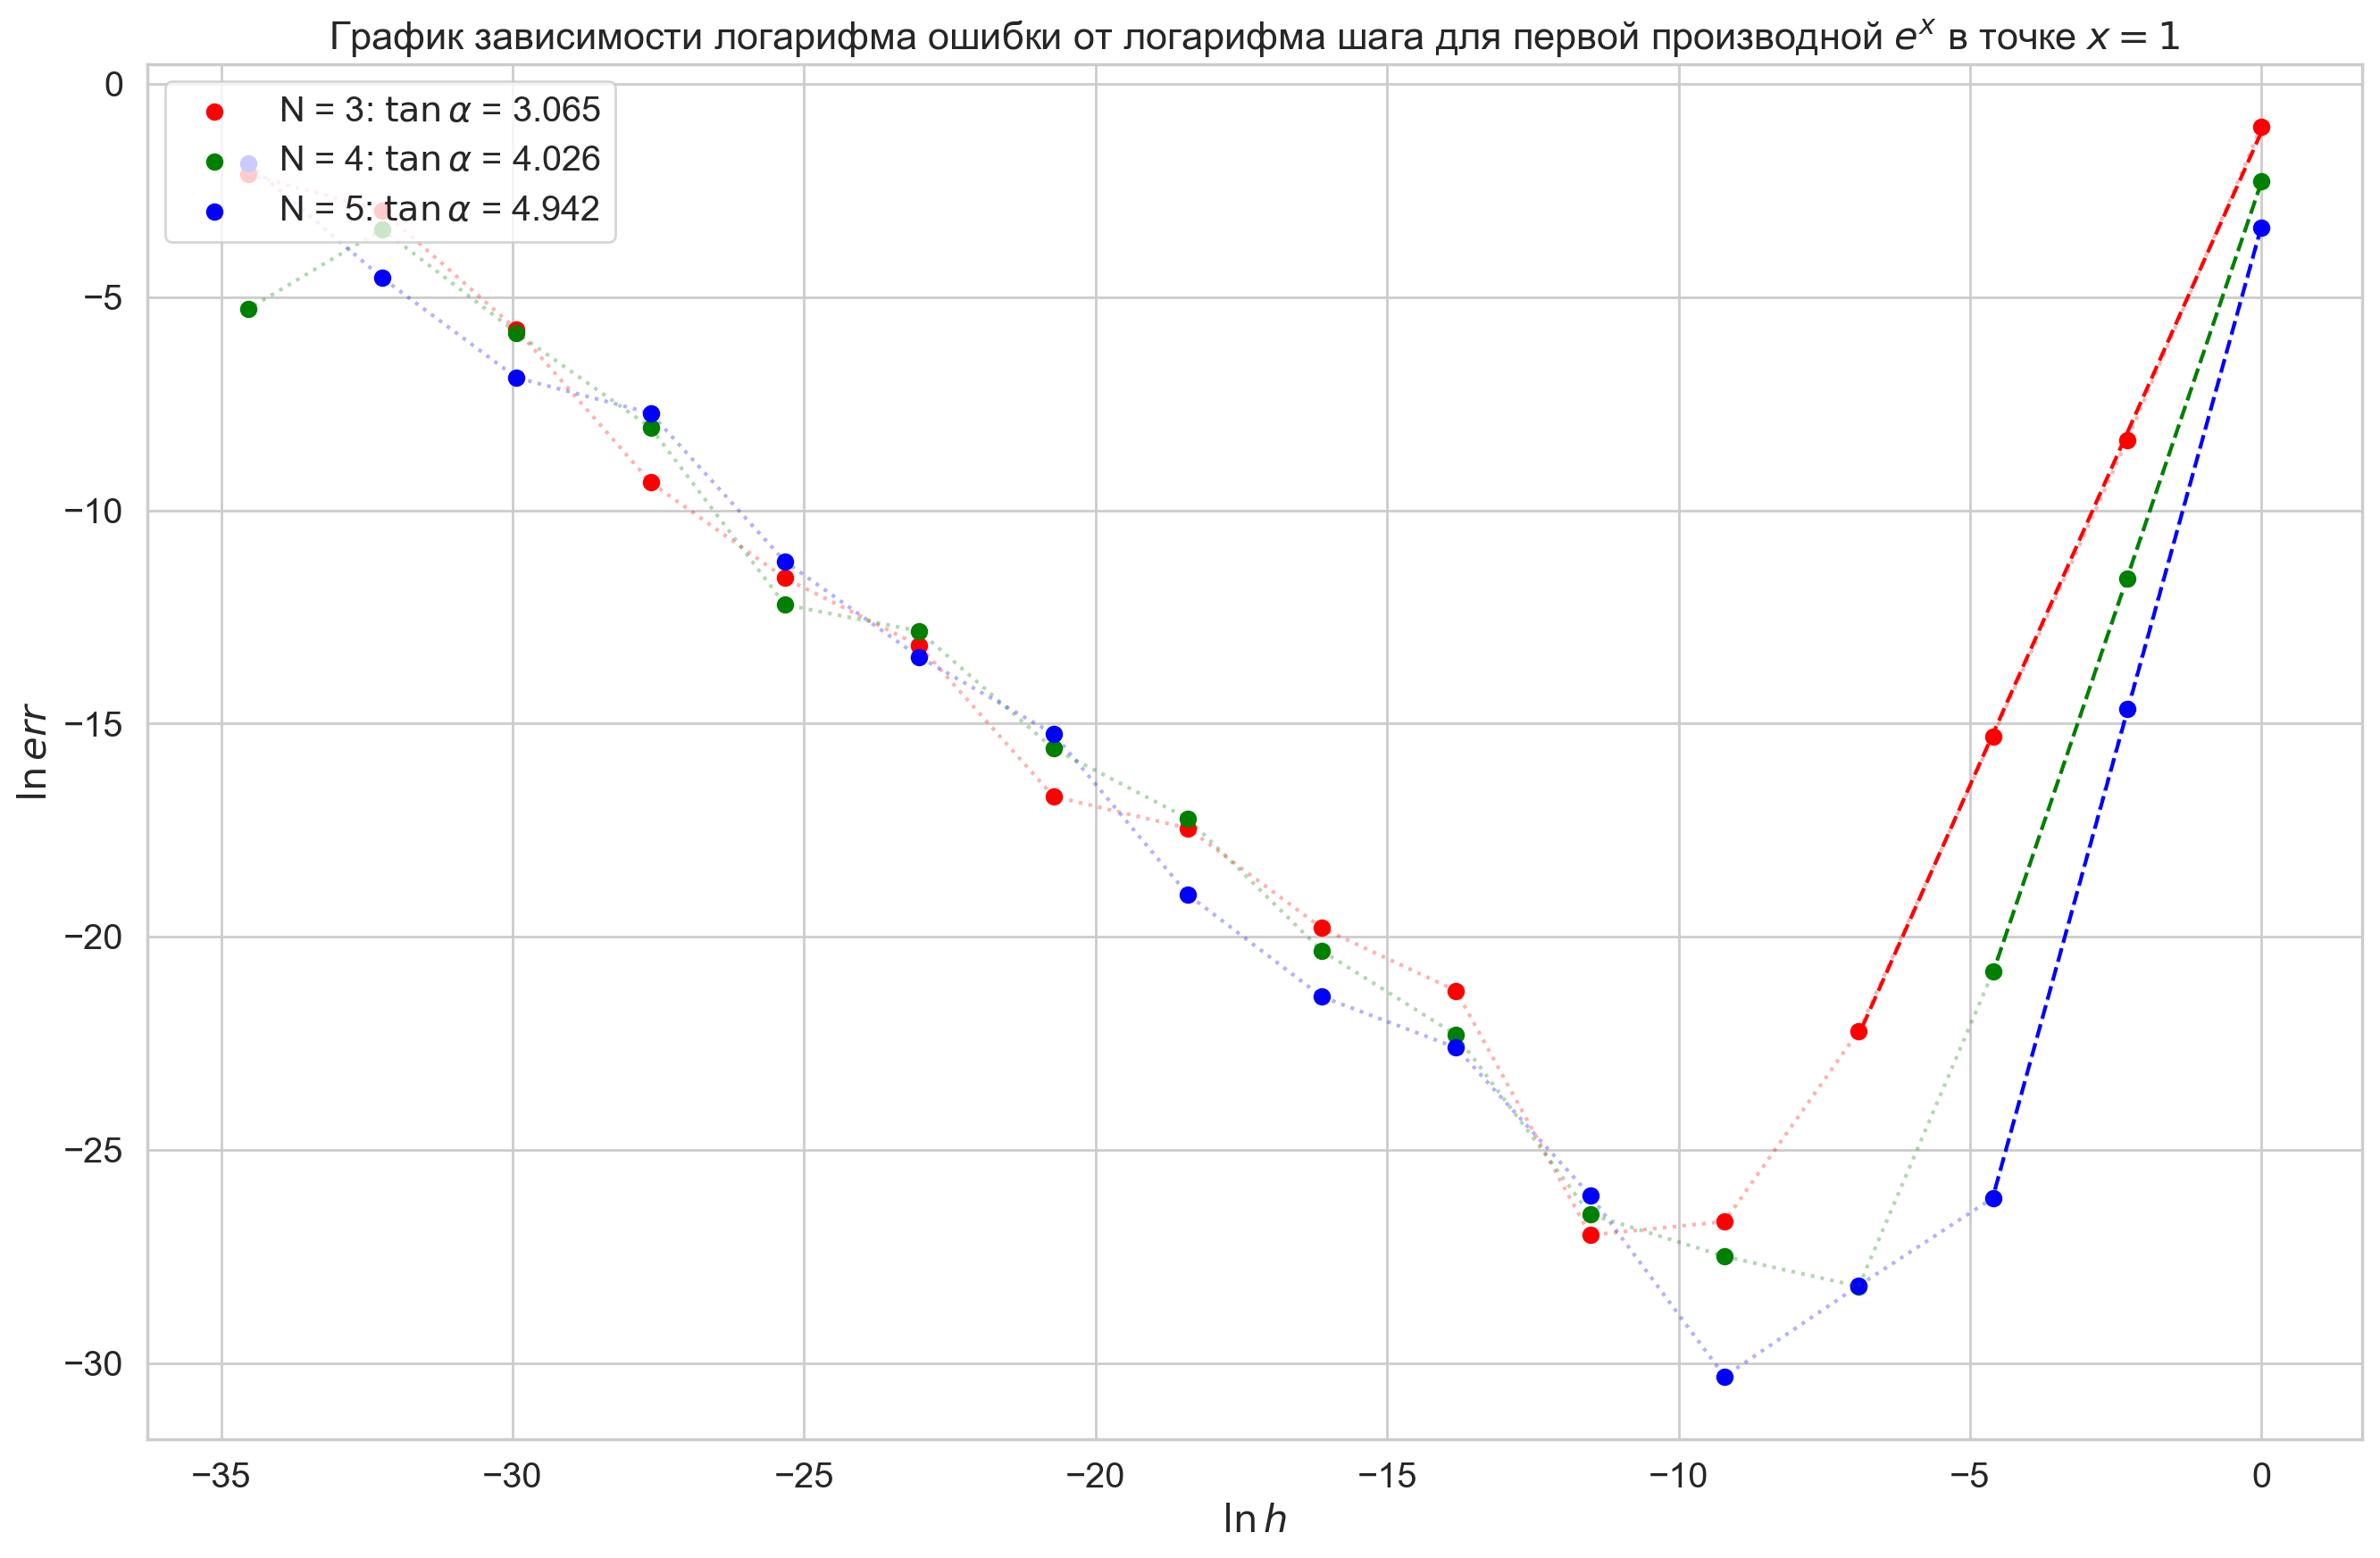 График зависимости логарифма ошибки от логарифма шага для первой производной eˣ в точке x = 1
N = 3: tan α = 3.065
N = 4: tan α = 4.026
N = 5: tan α = 4.942
0
−5
−10
−15
−20
−25
−30
ln err
−35
−30
−25
−20
−15
−10
−5
0
ln h